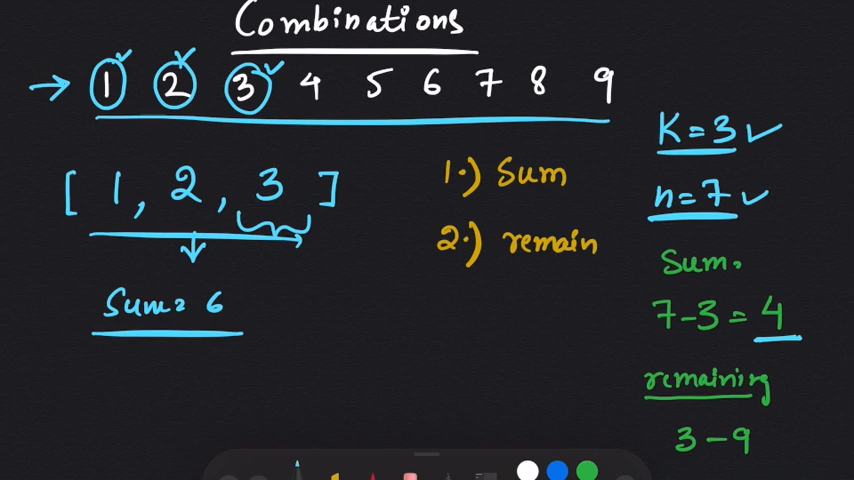 Combinations
→ 1 2 3 4 5 6 7 8 9
K = 3
[ 1, 2, 3 ]
1.) Sum
n = 7
2.) remain
Sum.
Sum = 6
7 - 3 = 4
remaining
3 - 9